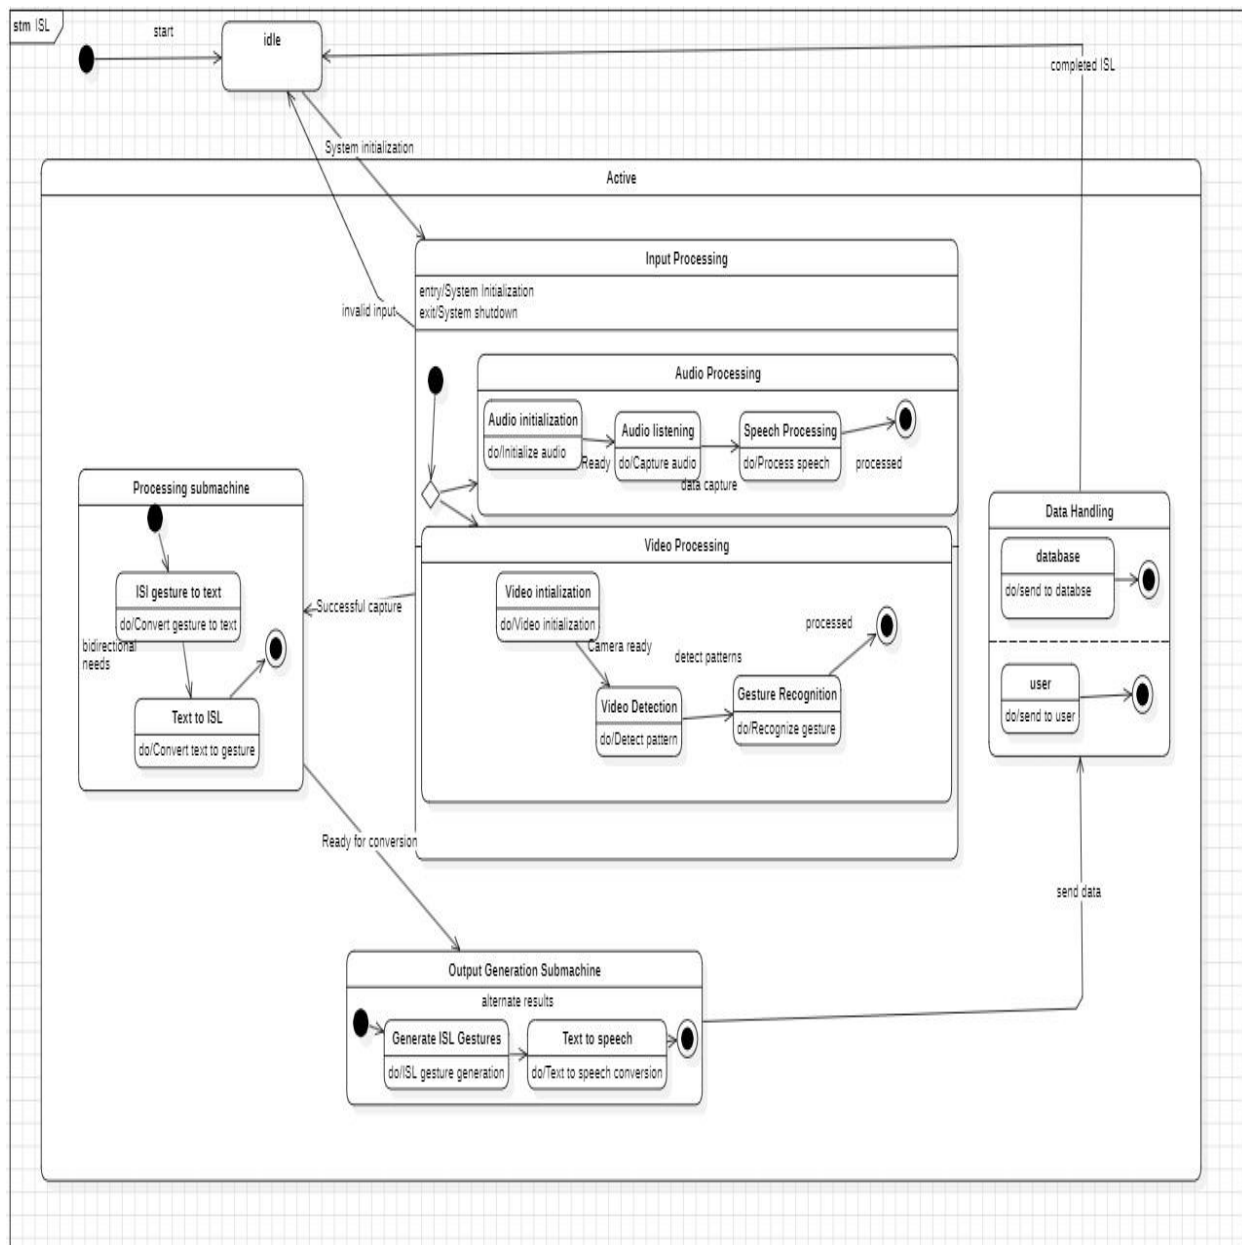 stm ISL
start
idle
completed ISL
System initialization
Active
Input Processing
entry/System Initialization
exit/System shutdown
invalid input
Audio Processing
Audio initialization
do/Initialize audio
Ready
Audio listening
do/Capture audio
data capture
Speech Processing
do/Process speech
processed
Processing submachine
ISl gesture to text
do/Convert gesture to text
bidirectional
needs
Text to ISL
do/Convert text to gesture
Successful capture
Video Processing
Video intialization
do/Video initialization
Camera ready
Video Detection
do/Detect pattern
detect patterns
Gesture Recognition
do/Recognize gesture
processed
Data Handling
database
do/send to databse
user
do/send to user
Ready for conversion
send data
Output Generation Submachine
alternate results
Generate ISL Gestures
do/ISL gesture generation
Text to speech
do/Text to speech conversion